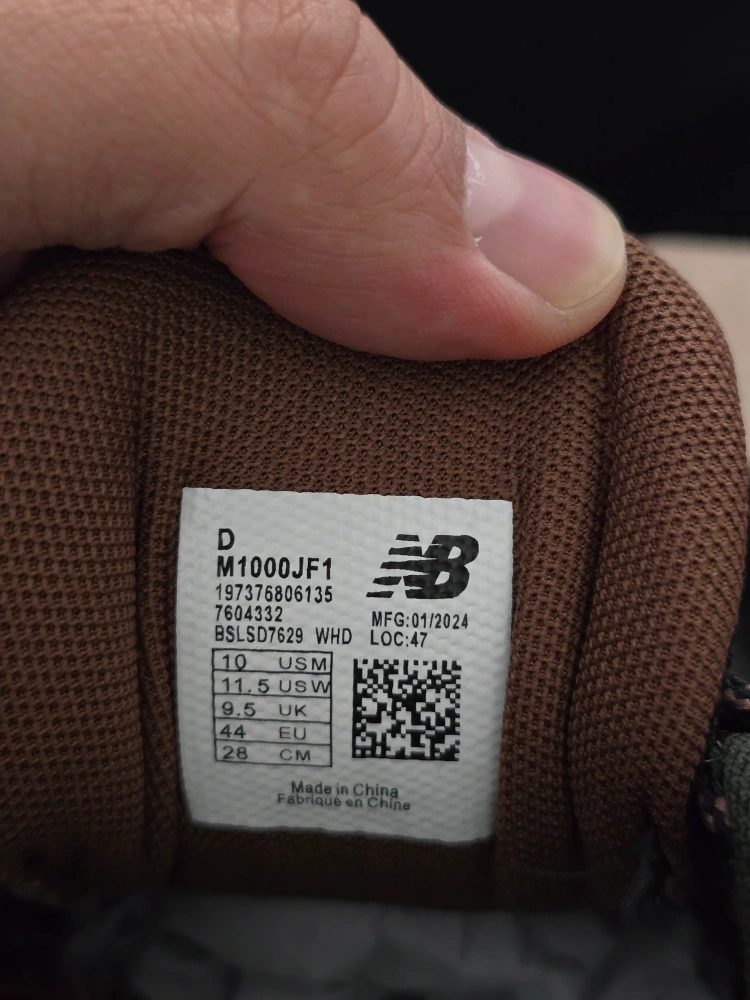 D
M1000JF1
197376806135
7604332
BSLSD7629 WHD
NB
MFG:01/2024
LOC:47
10 USM
11.5 USW
9.5 UK
44 EU
28 CM
Made in China
Fabriqué en Chine